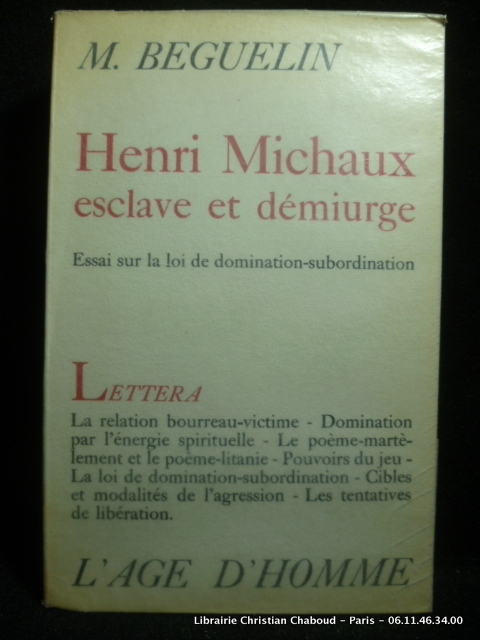 M. BEGUELIN
Henri Michaux
esclave et démiurge
Essai sur la loi de domination-subordination
LETTERA
La relation bourreau-victime - Domination
par l'énergie spirituelle - Le poème-martè-
lement et le poème-litanie - Pouvoirs du jeu -
La loi de domination-subordination - Cibles
et modalités de l'agression - Les tentatives
de libération.
L'AGE D'HOMME
Librairie Christian Chaboud - Paris - 06.11.46.34.00